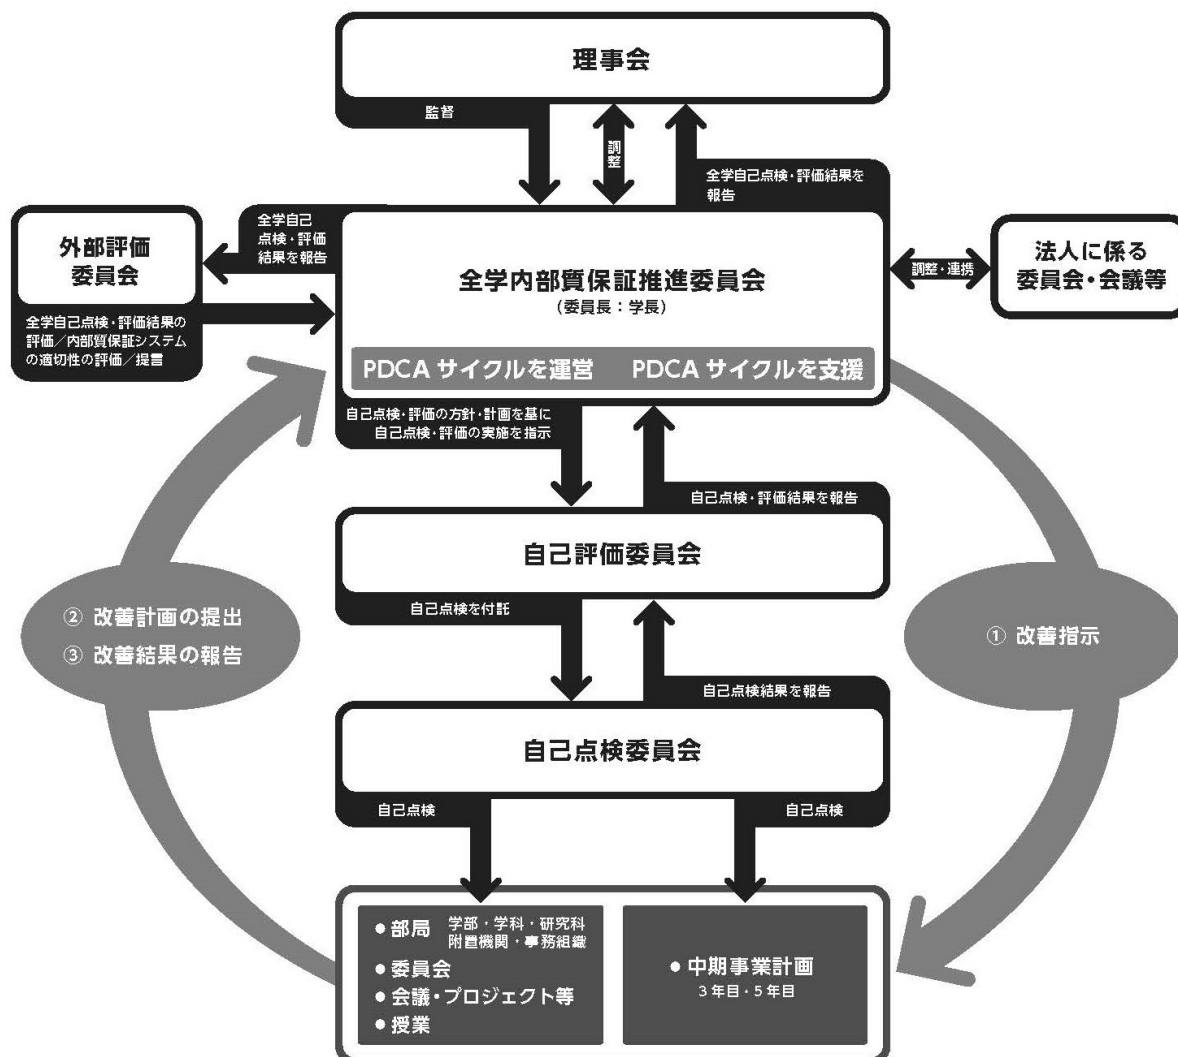 理事会
監督
調整
全学自己点検・評価結果を
報告
全学自己
点検・評価
結果を報告
外部評価
委員会
全学自己点検・評価結果の
評価／内部質保証システム
の適切性の評価／提言
全学内部質保証推進委員会
（委員長：学長）
PDCA サイクルを運営　PDCA サイクルを支援
調整・連携
法人に係る
委員会・会議等
自己点検・評価の方針・計画を基に
自己点検・評価の実施を指示
自己点検・評価結果を報告
自己評価委員会
② 改善計画の提出
③ 改善結果の報告
① 改善指示
自己点検を付託
自己点検結果を報告
自己点検委員会
自己点検
自己点検
● 部局　学部・学科・研究科
附置機関・事務組織
● 委員会
● 会議・プロジェクト等
● 授業
● 中期事業計画
３年目・５年目